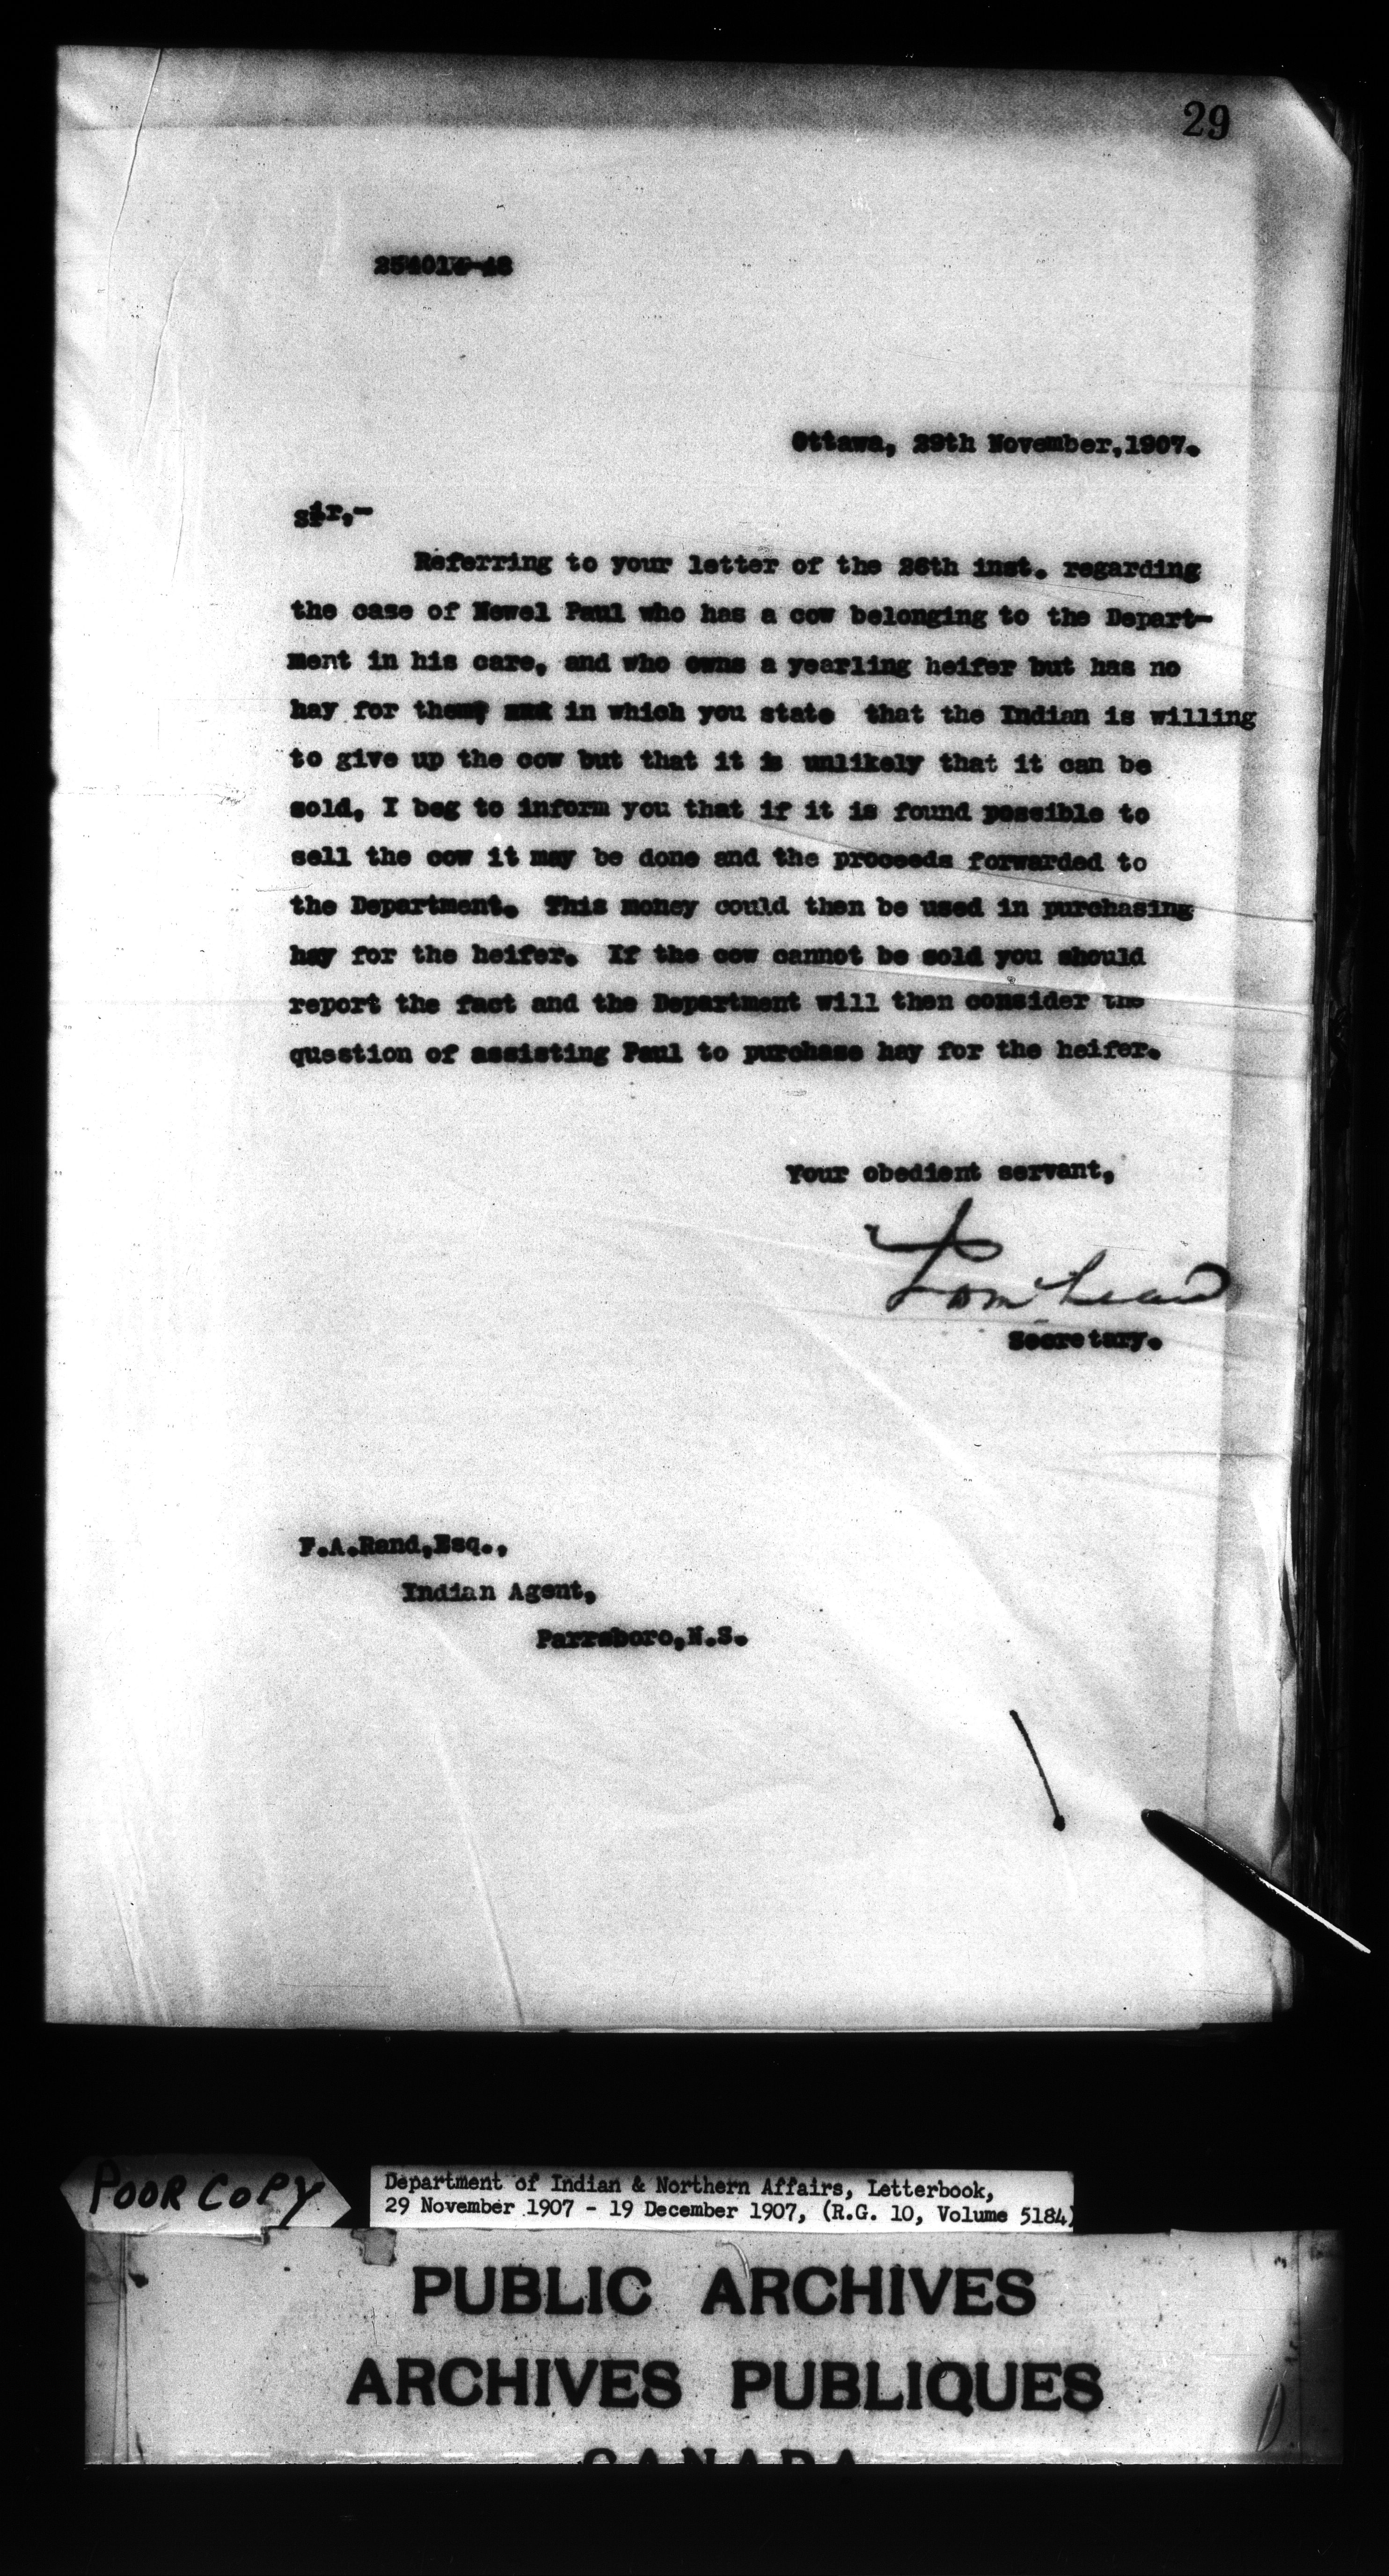 29
Ottawa, 29th November,1907.
Sir,-
Referring to your letter of the 26th inst. regarding
the case of Newel Paul who has a cow belonging to the Depart-
ment in his care, and who owns a yearling heifer but has no
hay for them, in which you state that the Indian is willing
to give up the cow but that it is unlikely that it can be
sold, I beg to inform you that if it is found possible to
sell the cow it may be done and the proceeds forwarded to
the Department. This money could then be used in purchasing
hay for the heifer. If the cow cannot be sold you should
report the fact and the Department will then consider the
question of assisting Paul to purchase hay for the heifer.
Your obedient servant,
Secretary.
F.A.Rand,Esq.,
Indian Agent,
Parrsboro,N.S.
POOR COPY
Department of Indian & Northern Affairs, Letterbook,
29 November 1907 - 19 December 1907, (R.G. 10, Volume 5184)
PUBLIC ARCHIVES
ARCHIVES PUBLIQUES
CANADA